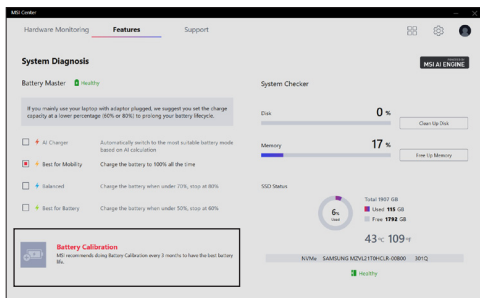 MSI Center
Hardware Monitoring Features Support
System Diagnosis
MSI AI ENGINE
Battery Master Healthy
System Checker
If you mainly use your laptop with adaptor plugged, we suggest you set the charge
capacity at a lower percentage (60% or 80%) to prolong your battery lifecycle.
Disk 0 %
Clean Up Disk
AI Charger Automatically switch to the most suitable battery mode
based on AI calculation
Memory 17 %
Free Up Memory
Best for Mobility Charge the battery to 100% all the time
Balanced Charge the battery when under 70%, stop at 80%
SSD Status
Best for Battery Charge the battery when under 50%, stop at 60%
6%
Used
Total 1907 GB
Used 115 GB
Free 1792 GB
43 °C 109 °F
Battery Calibration
MSI recommends doing Battery Calibration every 3 months to have the best battery
life.
NVMe SAMSUNG MZVL21T0HCLR-00B00 301Q
Healthy